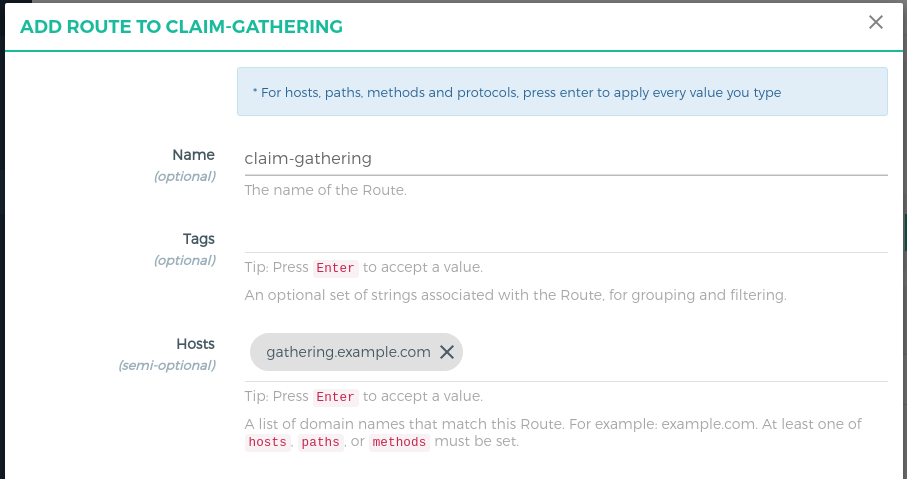 ADD ROUTE TO CLAIM-GATHERING
* For hosts, paths, methods and protocols, press enter to apply every value you type
Name
(optional)
claim-gathering
The name of the Route.
Tags
(optional)
Tip: Press Enter to accept a value.
An optional set of strings associated with the Route, for grouping and filtering.
Hosts
(semi-optional)
gathering.example.com
Tip: Press Enter to accept a value.
A list of domain names that match this Route. For example: example.com. At least one of
hosts, paths, or methods must be set.